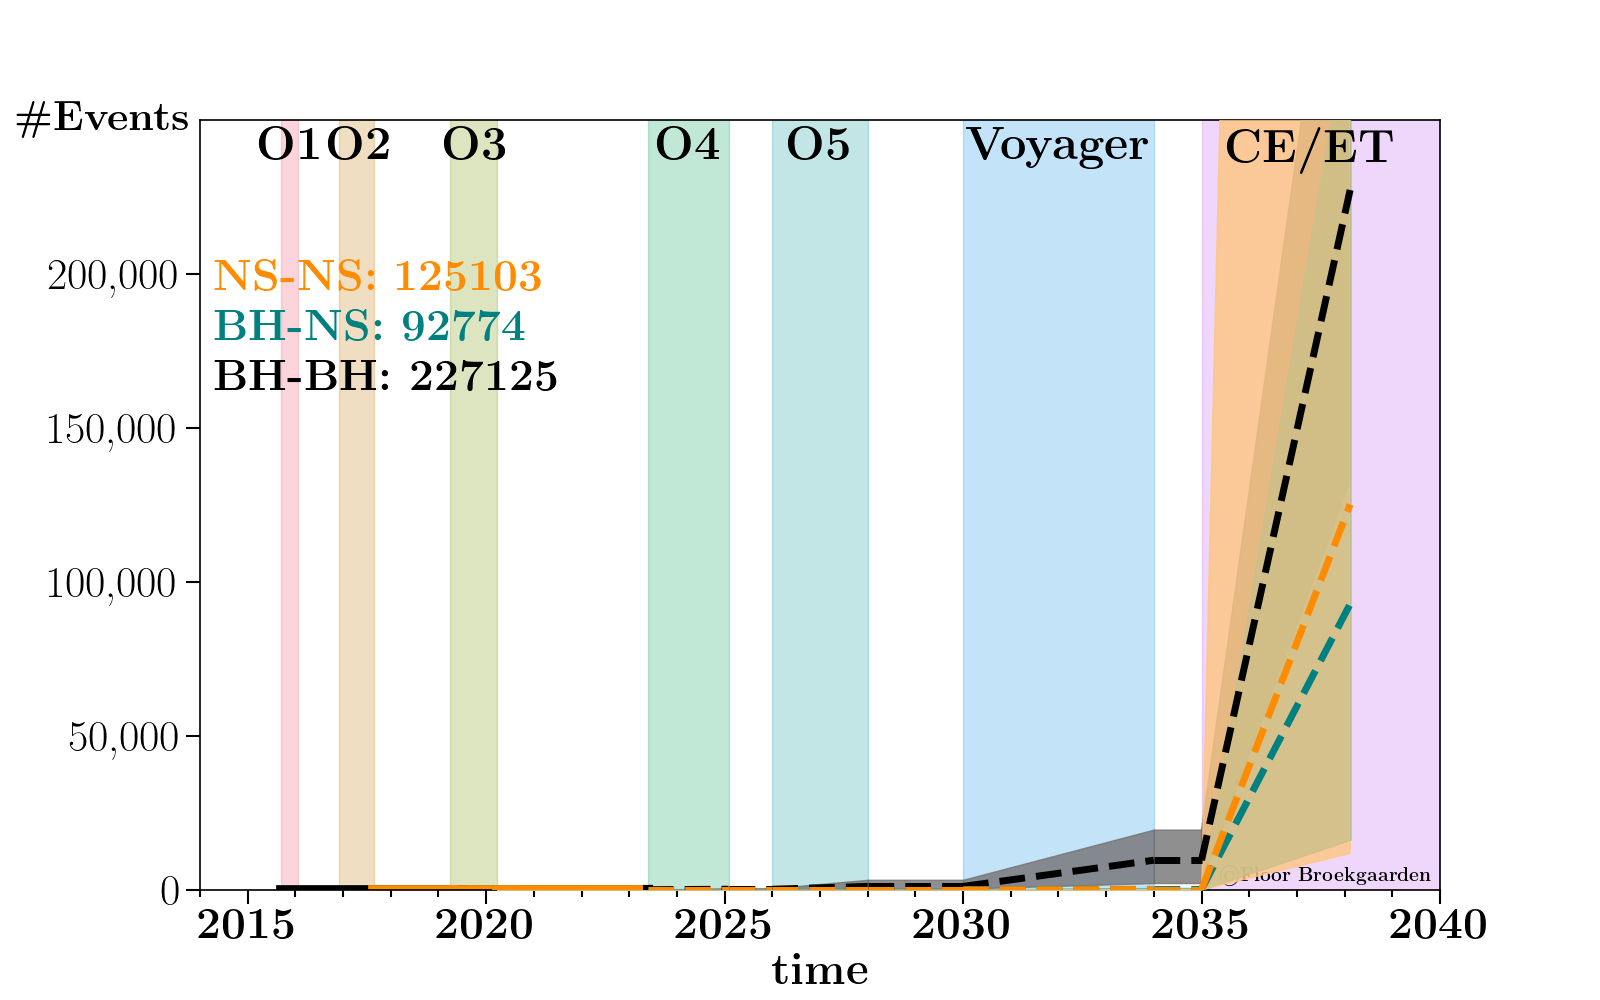 #Events
O1 O2 O3 O4 O5 Voyager CE/ET
NS-NS: 125103
BH-NS: 92774
BH-BH: 227125
200,000
150,000
100,000
50,000
0
©Floor Broekgaarden
2015 2020 2025 2030 2035 2040
time